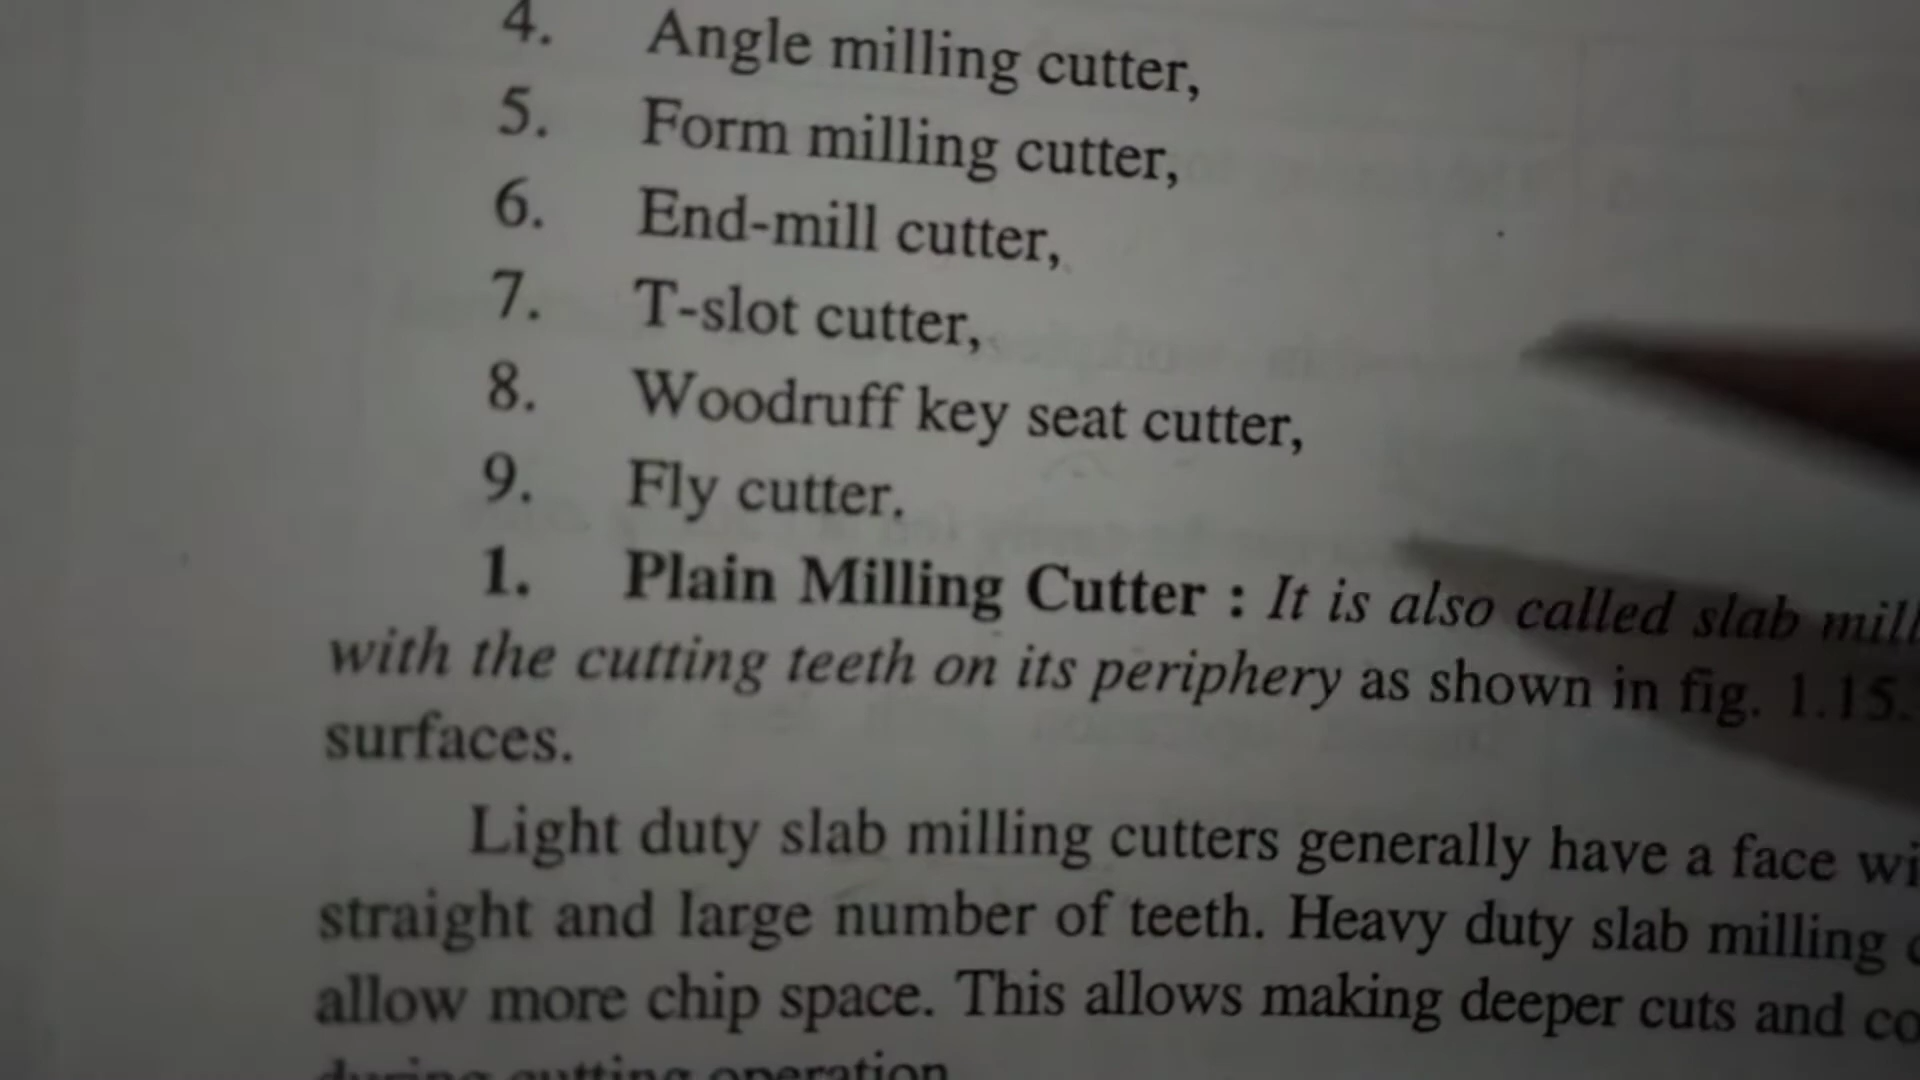 4. Angle milling cutter,
5. Form milling cutter,
6. End-mill cutter,
7. T-slot cutter,
8. Woodruff key seat cutter,
9. Fly cutter.
1. Plain Milling Cutter : It is also called slab mill
with the cutting teeth on its periphery as shown in fig. 1.15.
surfaces.
Light duty slab milling cutters generally have a face wi
straight and large number of teeth. Heavy duty slab milling c
allow more chip space. This allows making deeper cuts and co
during cutting operation